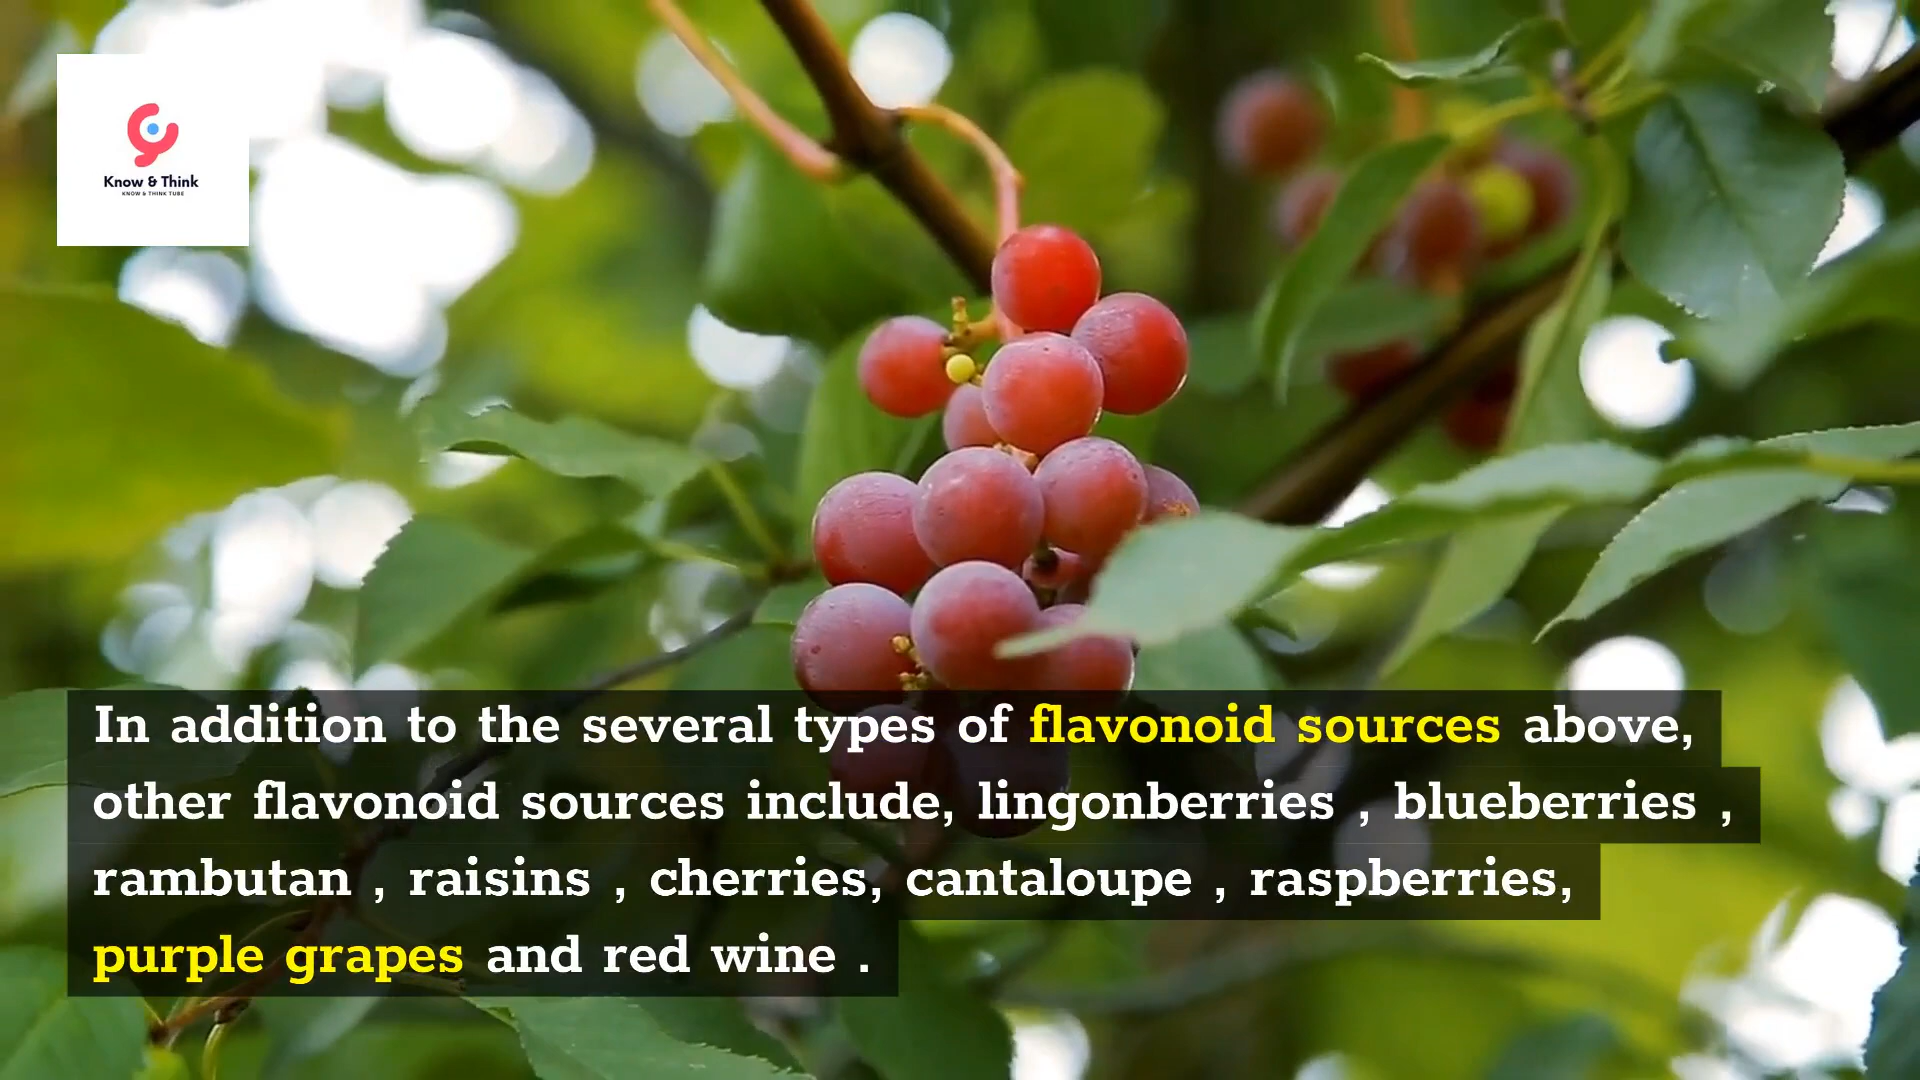 Know & Think
KNOW & THINK TUBE
In addition to the several types of flavonoid sources above,
other flavonoid sources include, lingonberries , blueberries ,
rambutan , raisins , cherries, cantaloupe , raspberries,
purple grapes and red wine .